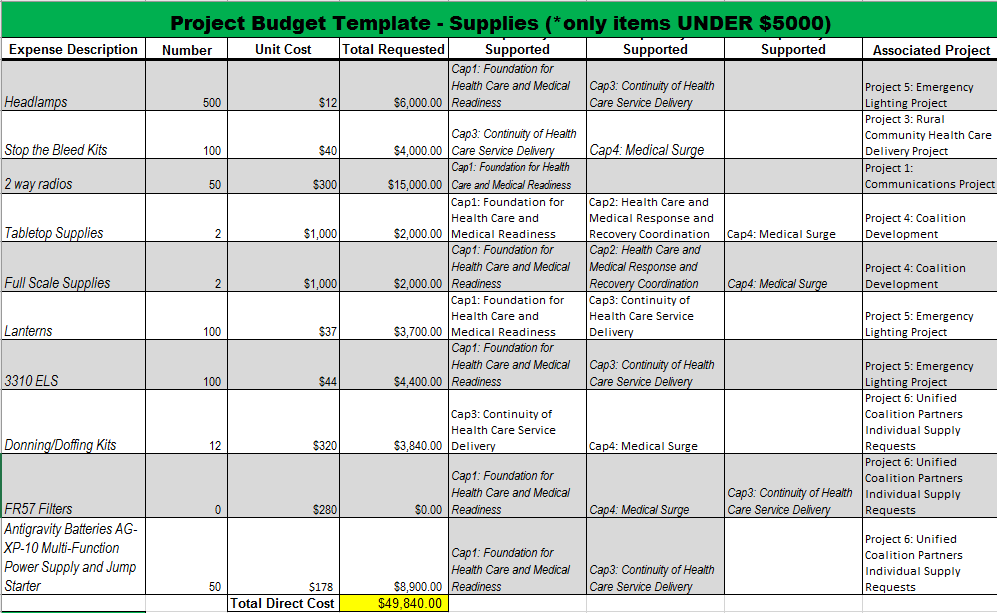 Project Budget Template - Supplies (*only items UNDER $5000)
Expense Description Number Unit Cost Total Requested Supported Supported Supported Associated Project
Cap1: Foundation for
Health Care and Medical Cap3: Continuity of Health Project 5: Emergency
Headlamps 500 $12 $6,000.00 Readiness Care Service Delivery Lighting Project
Project 3: Rural
Cap3: Continuity of Health Community Health Care
Stop the Bleed Kits 100 $40 $4,000.00 Care Service Delivery Cap4: Medical Surge Delivery Project
Cap1: Foundation for Health Project 1:
2 way radios 50 $300 $15,000.00 Care and Medical Readiness Communications Project
Cap1: Foundation for Cap2: Health Care and
Health Care and Medical Response and Project 4: Coalition
Tabletop Supplies 2 $1,000 $2,000.00 Medical Readiness Recovery Coordination Cap4: Medical Surge Development
Cap1: Foundation for Cap2: Health Care and
Health Care and Medical Medical Response and Project 4: Coalition
Full Scale Supplies 2 $1,000 $2,000.00 Readiness Recovery Coordination Cap4: Medical Surge Development
Cap1: Foundation for Cap3: Continuity of
Health Care and Health Care Service Project 5: Emergency
Lanterns 100 $37 $3,700.00 Medical Readiness Delivery Lighting Project
Cap1: Foundation for
Health Care and Medical Cap3: Continuity of Health Project 5: Emergency
3310 ELS 100 $44 $4,400.00 Readiness Care Service Delivery Lighting Project
Project 6: Unified
Cap3: Continuity of Coalition Partners
Health Care Service Individual Supply
Donning/Doffing Kits 12 $320 $3,840.00 Delivery Cap4: Medical Surge Requests
Project 6: Unified
Cap1: Foundation for Coalition Partners
Health Care and Medical Cap3: Continuity of Health Individual Supply
FR57 Filters 0 $280 $0.00 Readiness Cap4: Medical Surge Care Service Delivery Requests
Antigravity Batteries AG-
XP-10 Multi-Function Project 6: Unified
Cap1: Foundation for Coalition Partners
Power Supply and Jump Health Care and Medical Cap3: Continuity of Health Individual Supply
Starter 50 $178 $8,900.00 Readiness Care Service Delivery Requests
Total Direct Cost $49,840.00